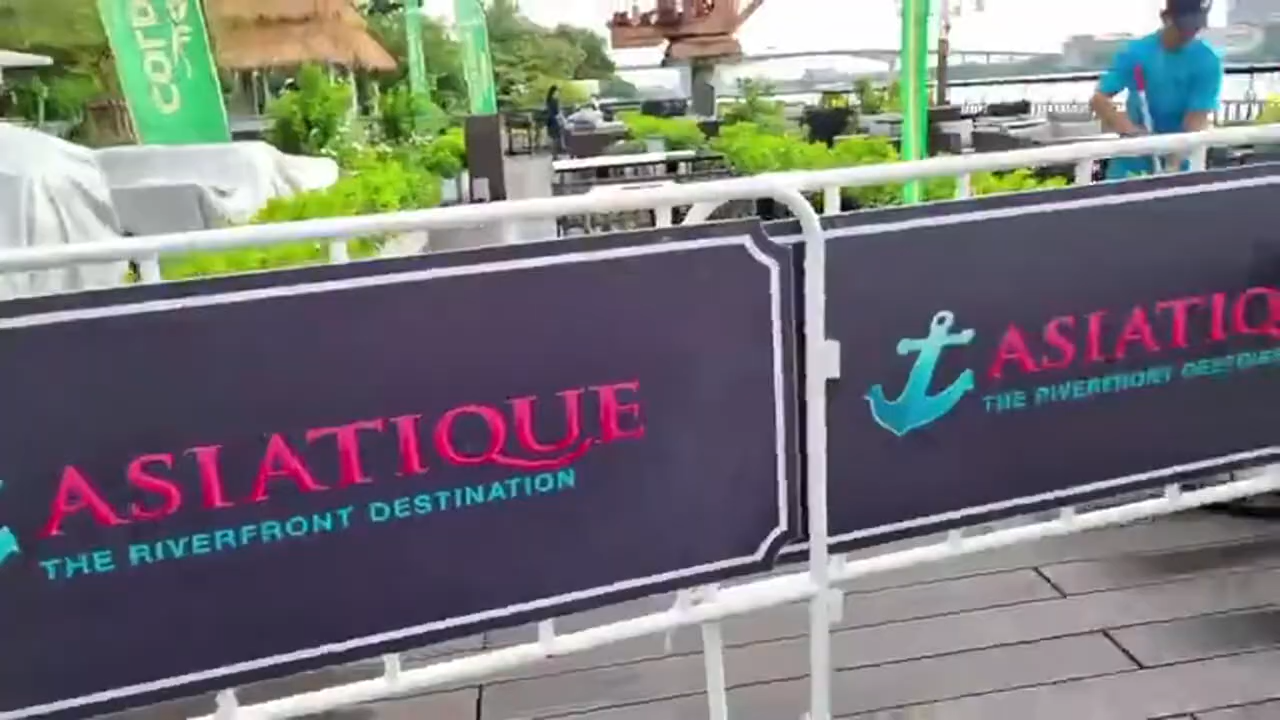 ASIATIQUE
THE RIVERFRONT DESTINATION
ASIATIQ
THE RIVERFRONT